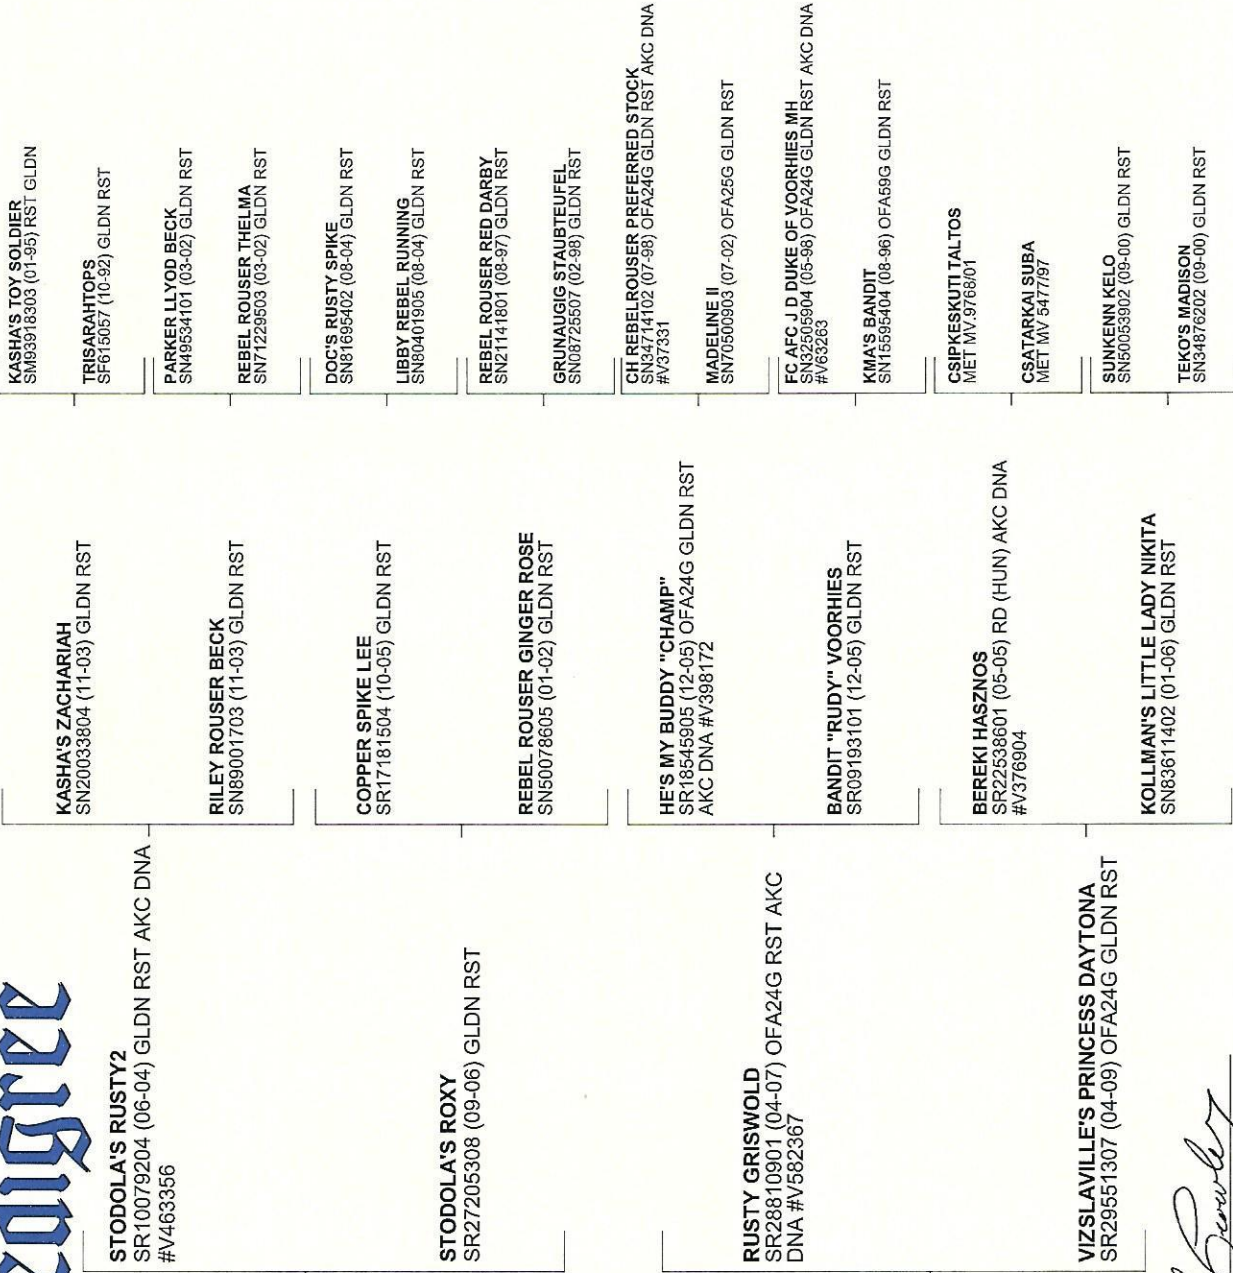 STODOLA'S RUSTY2
SR10079204 (06-04) GLDN RST AKC DNA
#V463356
STODOLA'S ROXY
SR27205308 (09-06) GLDN RST
RUSTY GRISWOLD
SR28810901 (04-07) OFA24G RST AKC
DNA #V582367
VIZSLAVILLE'S PRINCESS DAYTONA
SR29551307 (04-09) OFA24G GLDN RST
KASHA'S ZACHARIAH
SN20033804 (11-03) GLDN RST
RILEY ROUSER BECK
SN89001703 (11-03) GLDN RST
COPPER SPIKE LEE
SR17181504 (10-05) GLDN RST
REBEL ROUSER GINGER ROSE
SN50078605 (01-02) GLDN RST
HE'S MY BUDDY "CHAMP"
SR18545905 (12-05) OFA24G GLDN RST
AKC DNA #V398172
BANDIT "RUDY" VOORHIES
SR09193101 (12-05) GLDN RST
BEREKI HASZNOS
SR22538601 (05-05) RD (HUN) AKC DNA
#V376904
KOLLMAN'S LITTLE LADY NIKITA
SN83611402 (01-06) GLDN RST
KASHA'S TOY SOLDIER
SM93918303 (01-95) RST GLDN
TRISARAHTOPS
SF615057 (10-92) GLDN RST
PARKER LLYOD BECK
SN49534101 (03-02) GLDN RST
REBEL ROUSER THELMA
SN71229503 (03-02) GLDN RST
DOC'S RUSTY SPIKE
SN81695402 (08-04) GLDN RST
LIBBY REBEL RUNNING
SN80401905 (08-04) GLDN RST
REBEL ROUSER RED DARBY
SN21141801 (08-97) GLDN RST
GRUNAUGIG STAUBTEUFEL
SN08725507 (02-98) GLDN RST
CH REBELROUSER PREFERRED STOCK
SN34714102 (07-98) OFA24G GLDN RST AKC DNA
#V37331
MADELINE II
SN70500903 (07-02) OFA25G GLDN RST
FC AFC J D DUKE OF VOORHIES MH
SN32505904 (05-98) OFA24G GLDN RST AKC DNA
#V63263
KMA'S BANDIT
SN15595404 (08-96) OFA59G GLDN RST
CSIPKESKUTI TALTOS
MET MV.9768/01
CSATARKAI SUBA
MET MV 5477/97
SUNKENN KELO
SN50053902 (09-00) GLDN RST
TEKO'S MADISON
SN34876202 (09-00) GLDN RST